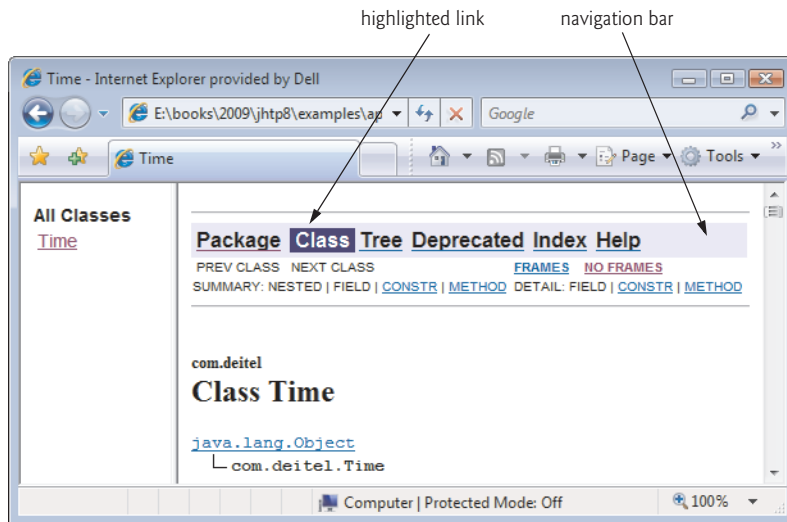 highlighted link navigation bar
Time - Internet Explorer provided by Dell
E:\books\2009\jhtp8\examples\ap Google
Time Page Tools »
All Classes
Time
Package Class Tree Deprecated Index Help
PREV CLASS NEXT CLASS FRAMES NO FRAMES
SUMMARY: NESTED | FIELD | CONSTR | METHOD DETAIL: FIELD | CONSTR | METHOD
com.deitel
Class Time
java.lang.Object
com.deitel.Time
Computer | Protected Mode: Off 100%